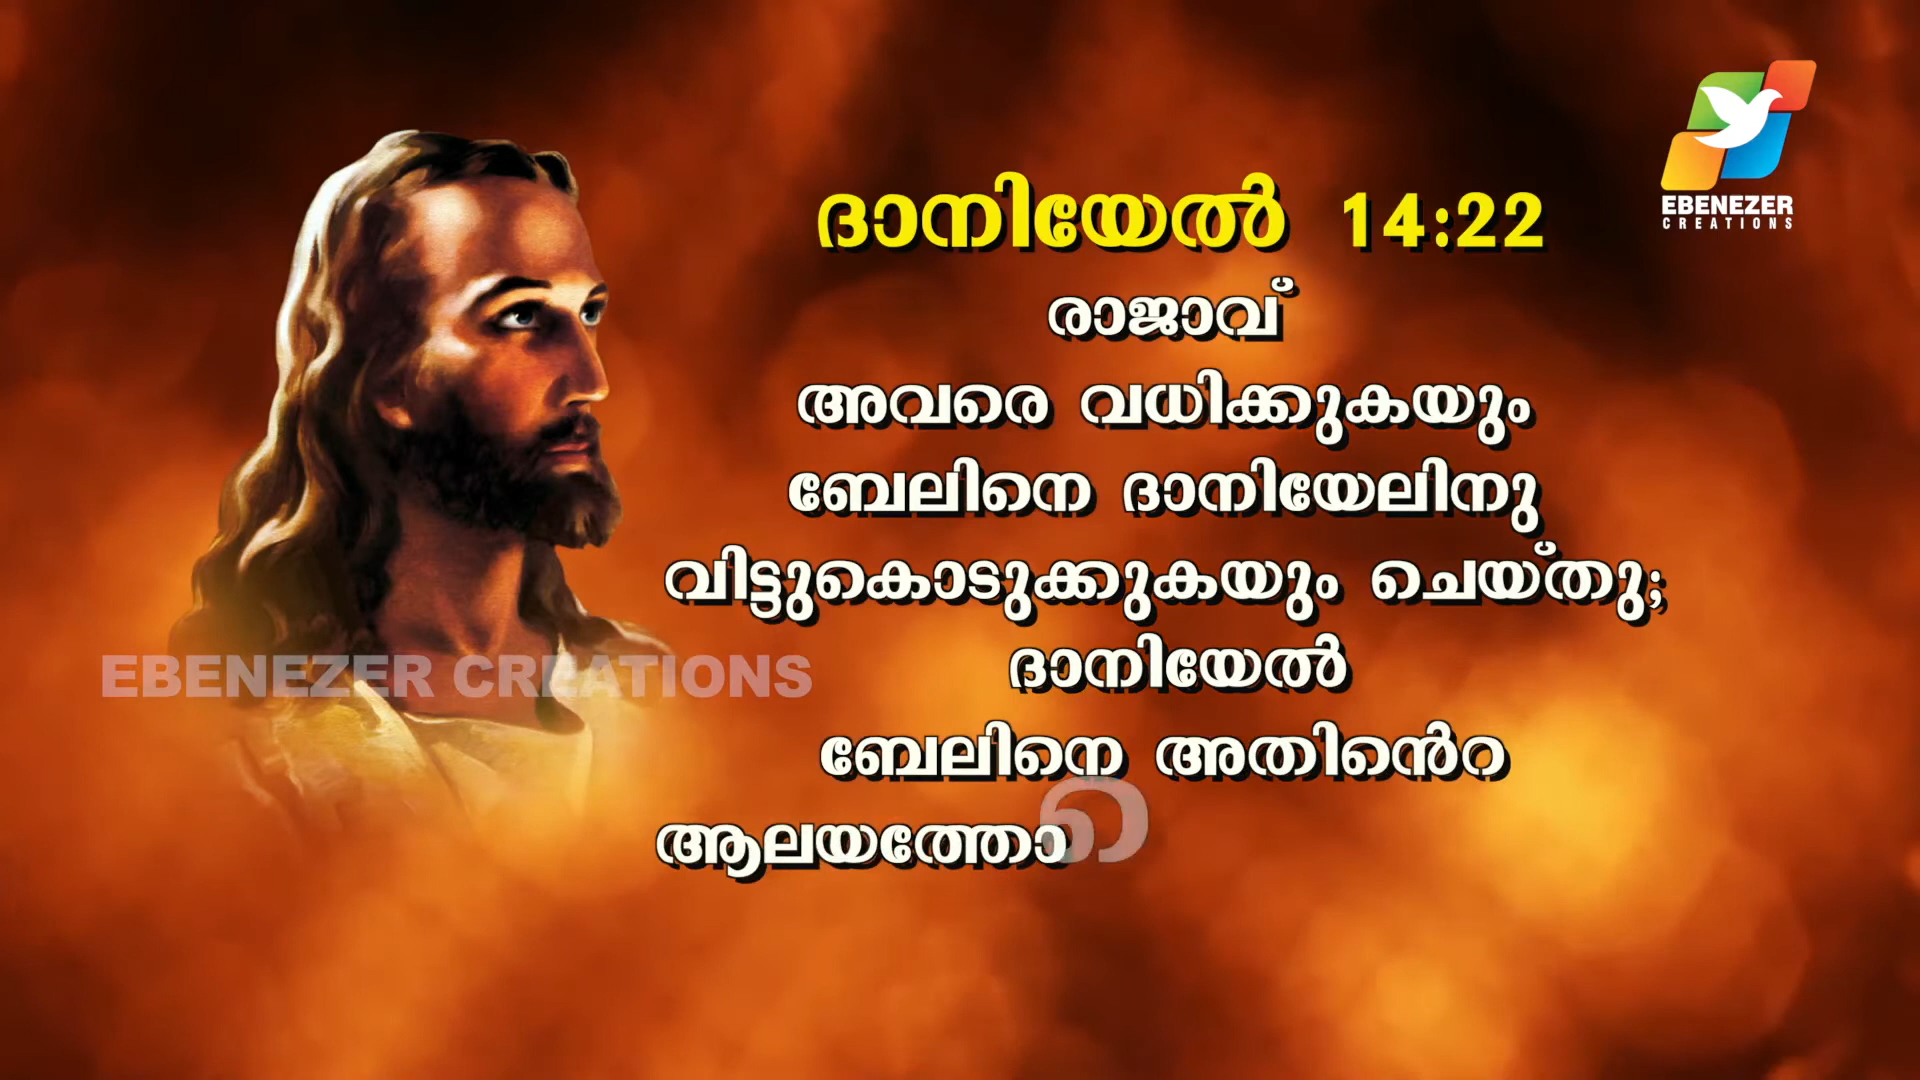 EBENEZER
CREATIONS
ദാനിയേൽ 14:22
രാജാവ്
അവരെ വധിക്കുകയും
ബേലിനെ ദാനിയേലിനു
വിട്ടുകൊടുക്കുകയും ചെയ്തു;
ദാനിയേൽ
ബേലിനെ അതിൻെറ
ആലയത്തോ െ
EBENEZER CREATIONS